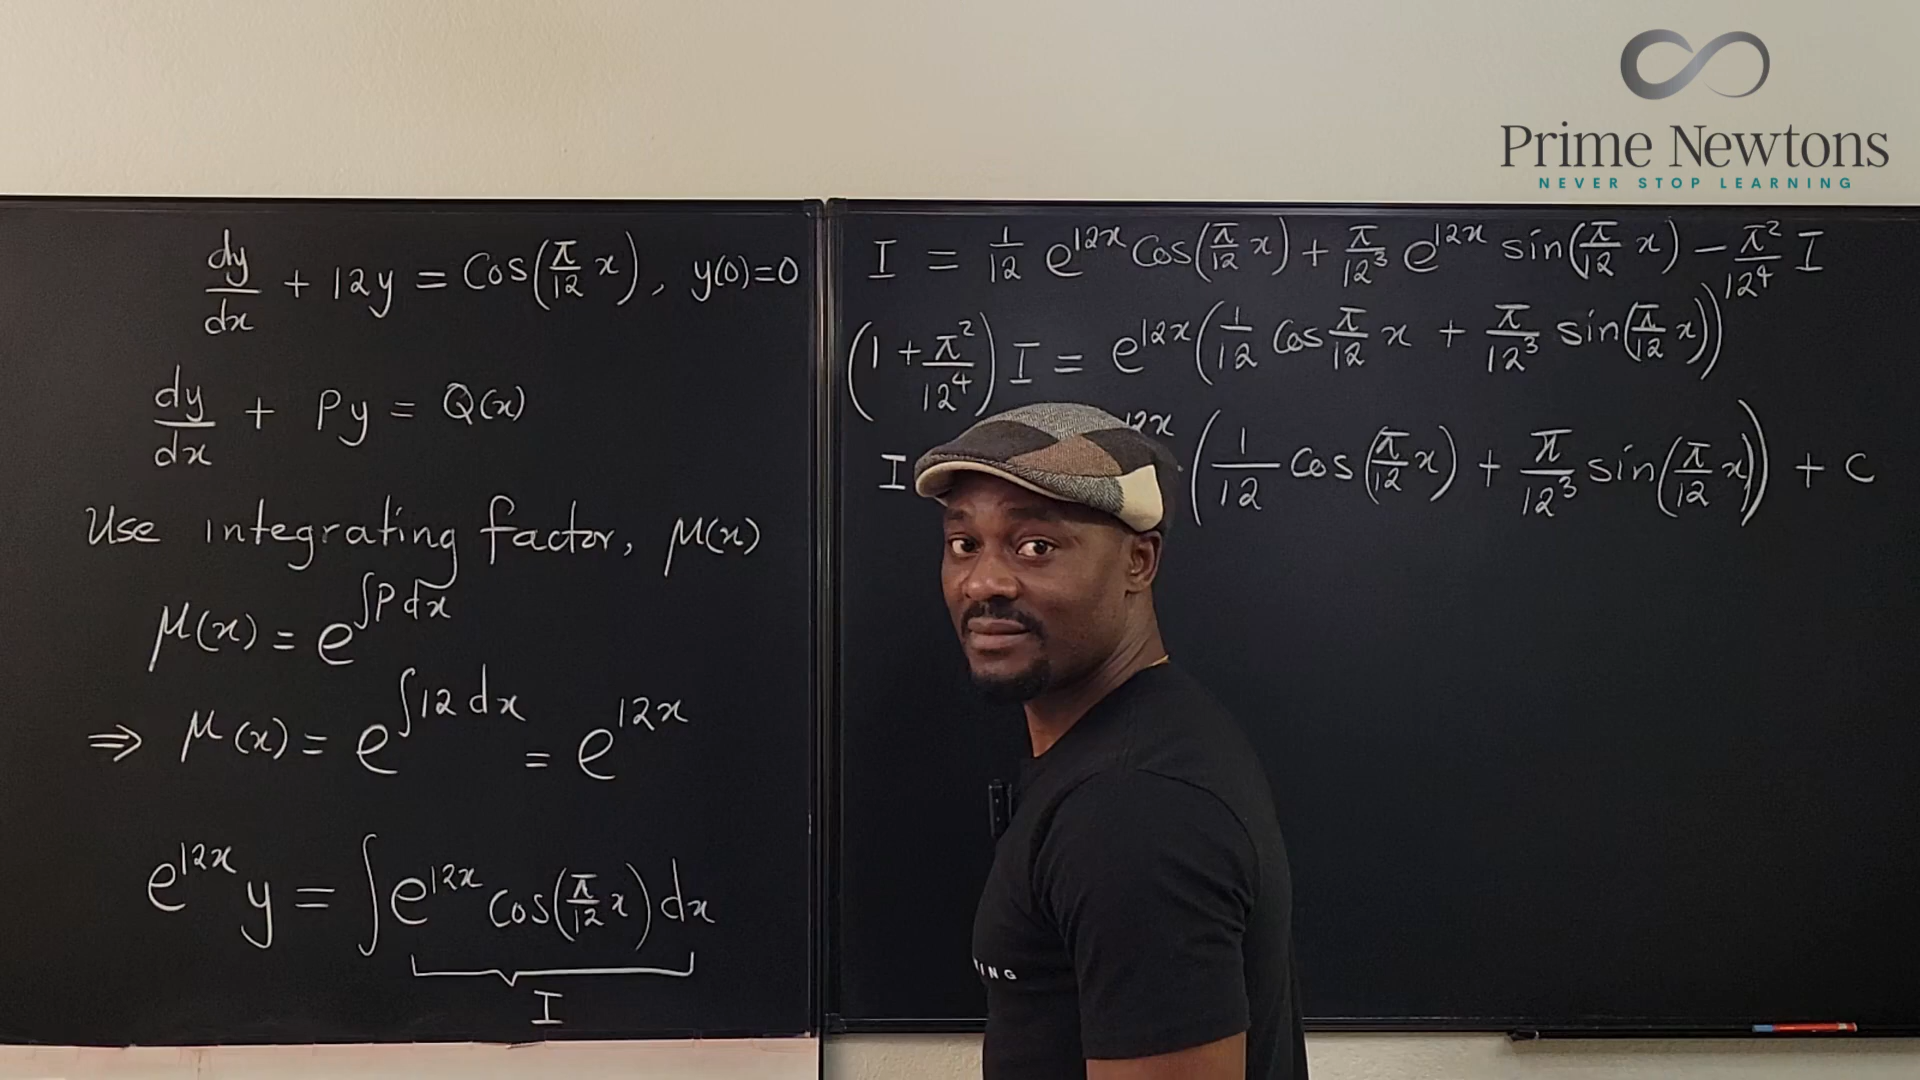 Prime Newtons
NEVER STOP LEARNING
dy/dx + 12y = Cos(π/12 x), y(0)=0
dy/dx + Py = Q(x)
Use integrating factor, μ(x)
μ(x) = e^∫P dx
⇒ μ(x) = e^∫12 dx = e^12x
e^12x y = ∫e^12x cos(π/12 x) dx
I
I = 1/12 e^12x Cos(π/12 x) + π/12³ e^12x sin(π/12 x) − π²/12⁴ I
(1 + π²/12⁴) I = e^12x (1/12 Cos π/12 x + π/12³ sin(π/12 x))
I 12x (1/12 Cos(π/12 x) + π/12³ sin(π/12 x)) + C
ING